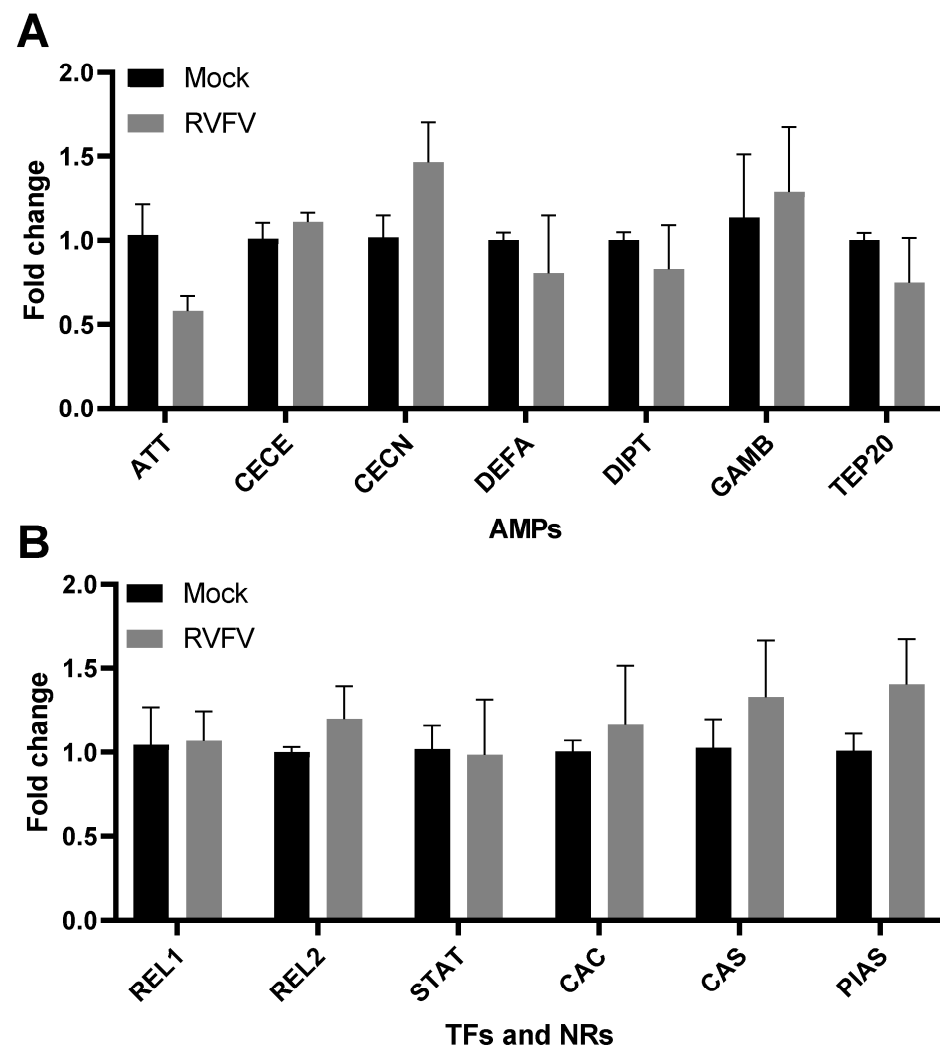 A
Mock
RVFV
Fold change
2.0
1.5
1.0
0.5
0.0
ATT
CECE
CECN
DEFA
DIPT
GAMB
TEP20
AMPs
B
Mock
RVFV
Fold change
2.0
1.5
1.0
0.5
0.0
REL1
REL2
STAT
CAC
CAS
PIAS
TFs and NRs